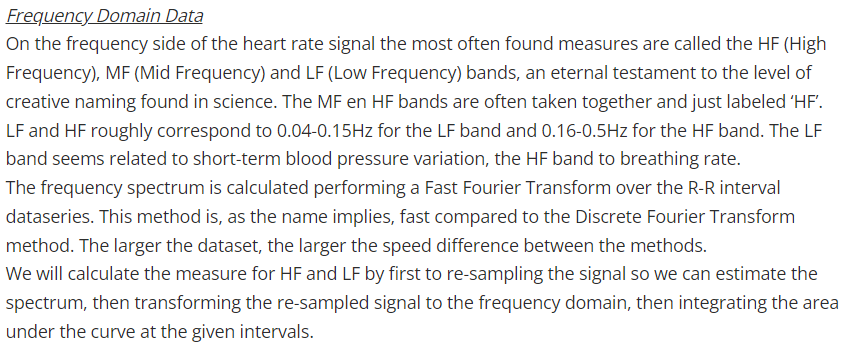 Frequency Domain Data
On the frequency side of the heart rate signal the most often found measures are called the HF (High
Frequency), MF (Mid Frequency) and LF (Low Frequency) bands, an eternal testament to the level of
creative naming found in science. The MF en HF bands are often taken together and just labeled ‘HF’.
LF and HF roughly correspond to 0.04-0.15Hz for the LF band and 0.16-0.5Hz for the HF band. The LF
band seems related to short-term blood pressure variation, the HF band to breathing rate.
The frequency spectrum is calculated performing a Fast Fourier Transform over the R-R interval
dataseries. This method is, as the name implies, fast compared to the Discrete Fourier Transform
method. The larger the dataset, the larger the speed difference between the methods.
We will calculate the measure for HF and LF by first to re-sampling the signal so we can estimate the
spectrum, then transforming the re-sampled signal to the frequency domain, then integrating the area
under the curve at the given intervals.